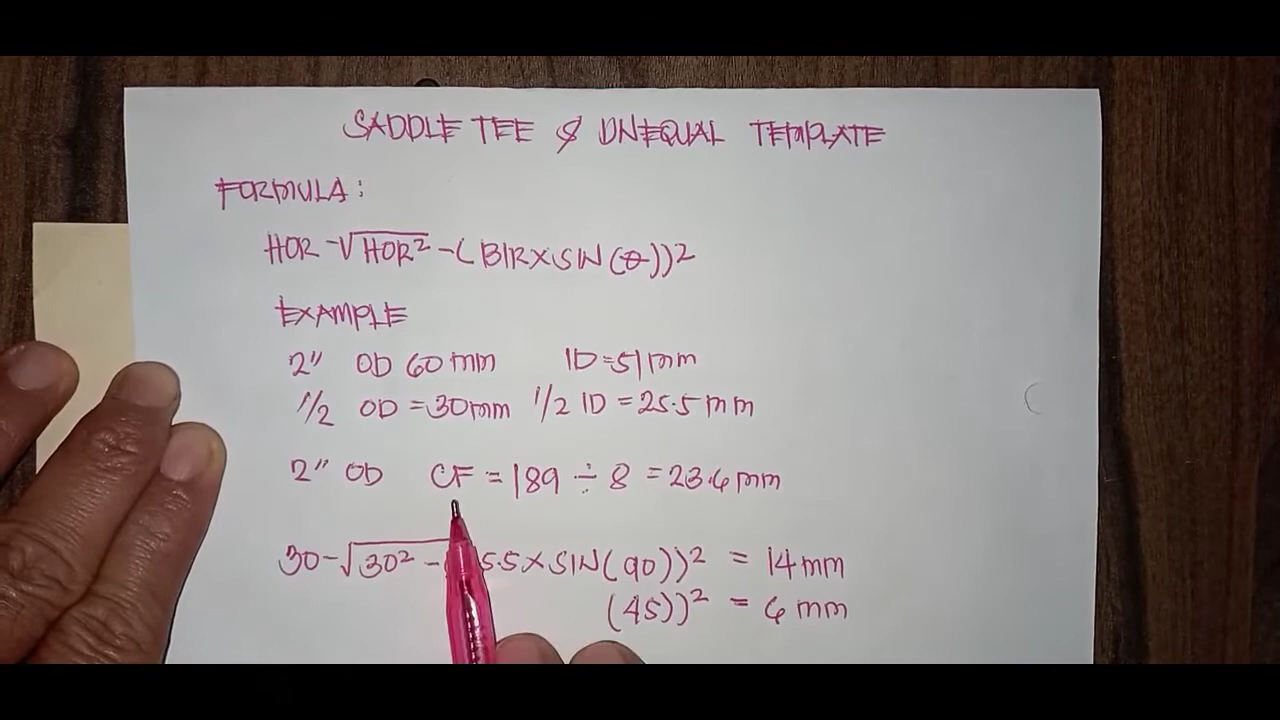 SADDLE TEE & UNEQUAL TEMPLATE
FORMULA:
HOR-√HOR²-(BIR×SIN(θ))²
EXAMPLE
2" OD 60mm ID=51mm
1/2 OD=30mm 1/2 ID=25.5mm
2" OD CF=189÷8=23.6mm
30-√30²- 5.5×SIN(90))² = 14mm
(45))² = 6mm